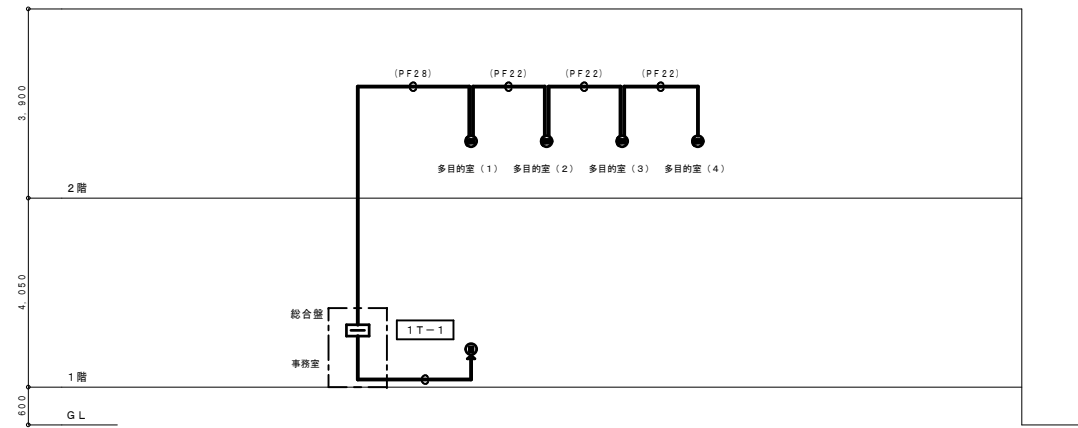 (PF28)
(PF22)
(PF22)
(PF22)
3,900
多目的室(1)
多目的室(2)
多目的室(3)
多目的室(4)
2階
4,050
総合盤
1T-1
事務室
1階
600
GL